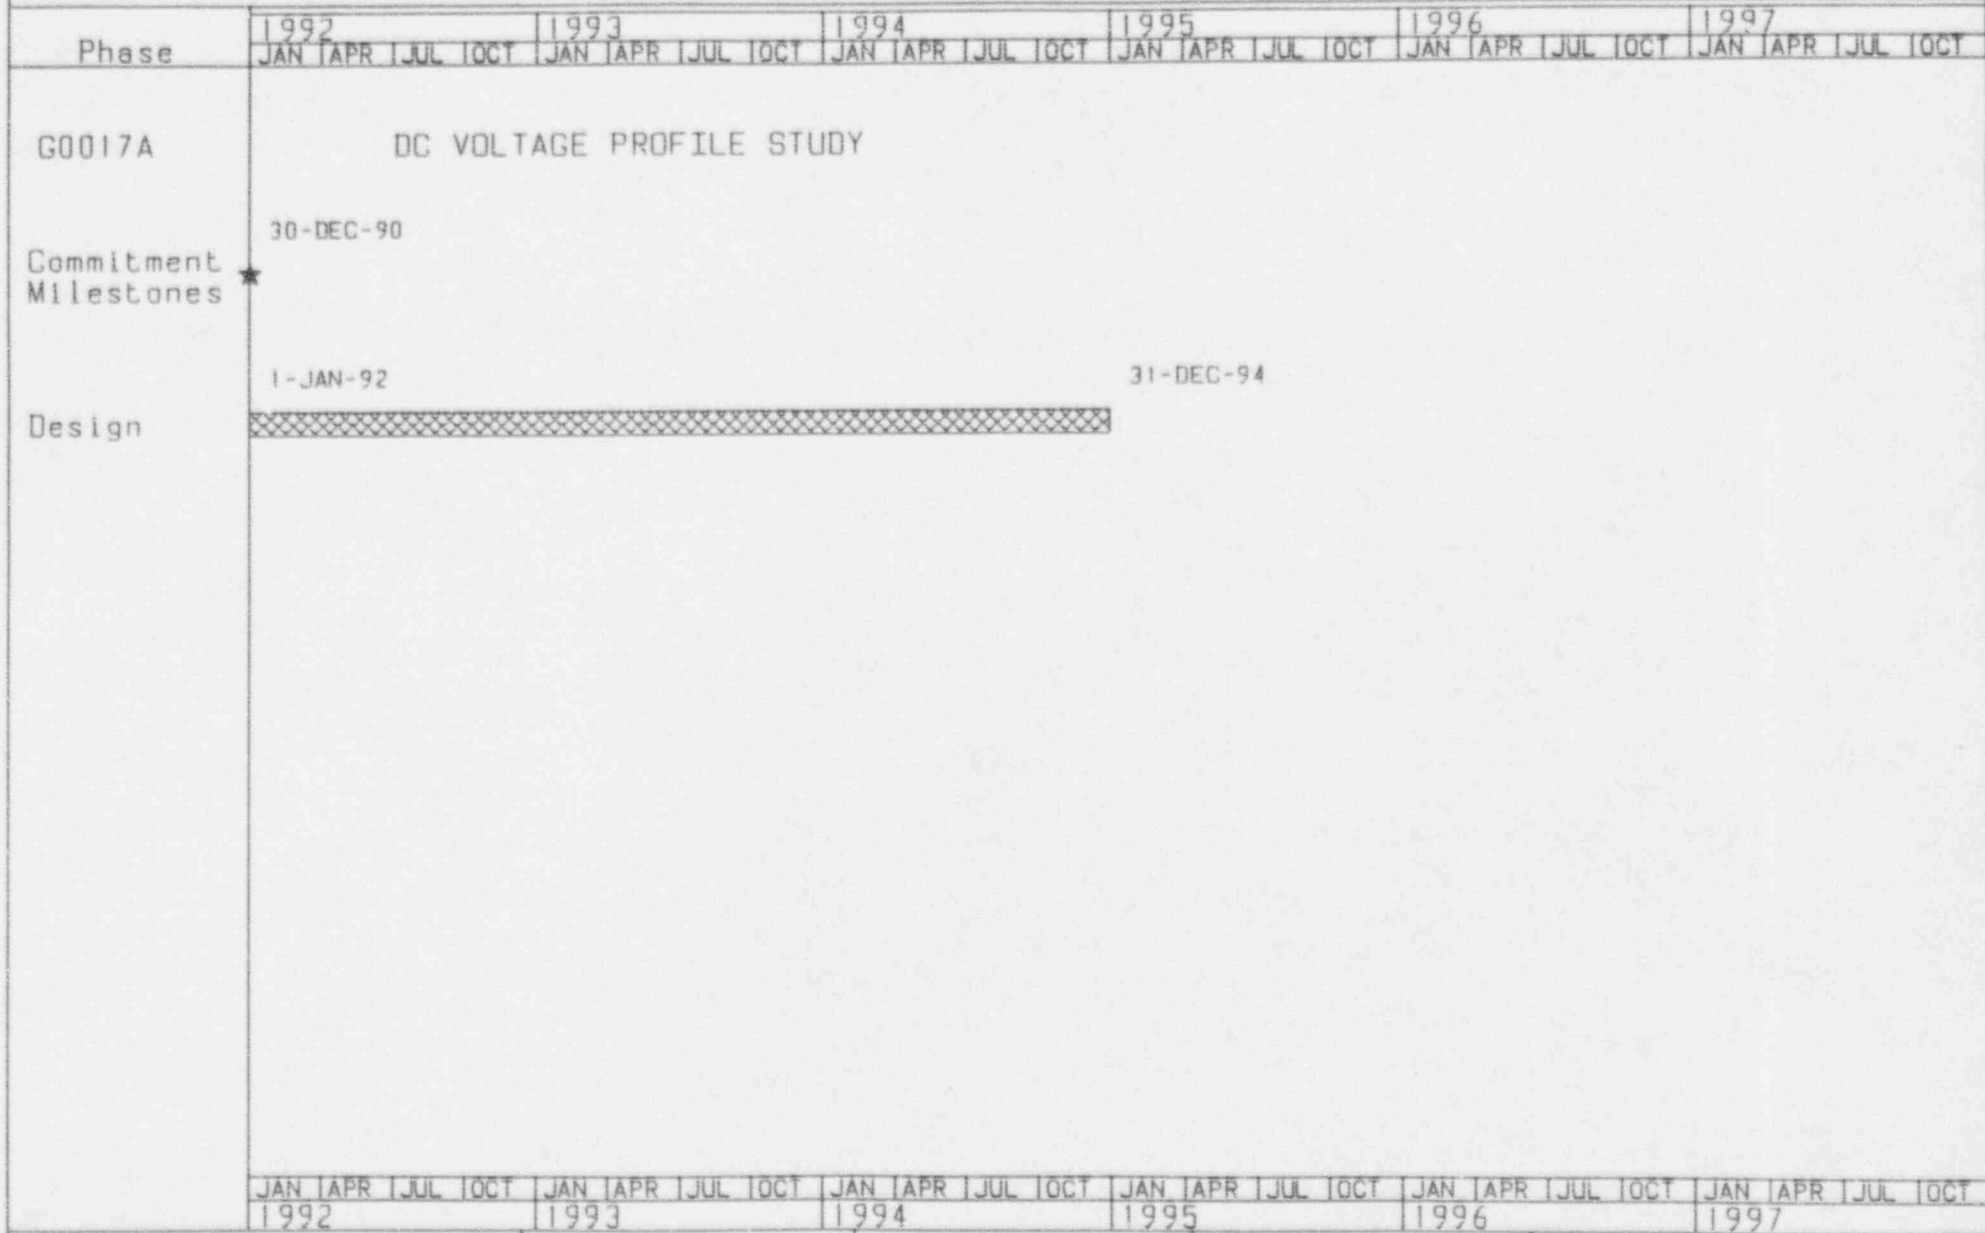 1992 1993 1994 1995 1996 1997
Phase JAN APR JUL OCT JAN APR JUL OCT JAN APR JUL OCT JAN APR JUL OCT JAN APR JUL OCT JAN APR JUL OCT
G0017A DC VOLTAGE PROFILE STUDY
30-DEC-90
Commitment
Milestones
1-JAN-92 31-DEC-94
Design
JAN APR JUL OCT JAN APR JUL OCT JAN APR JUL OCT JAN APR JUL OCT JAN APR JUL OCT JAN APR JUL OCT
1992 1993 1994 1995 1996 1997